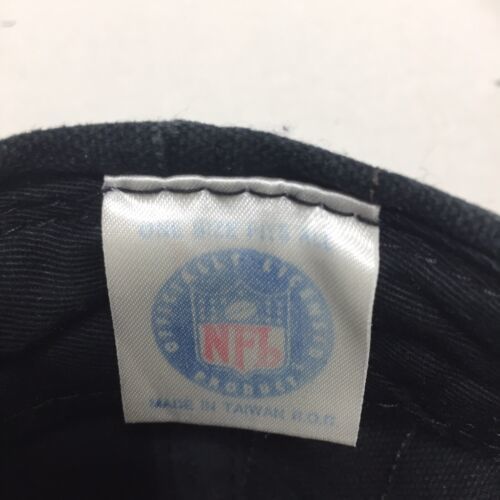 ONE SIZE FITS ALL
OFFICIALLY LICENSED
NFL
PRODUCT
MADE IN TAIWAN R.O.C.